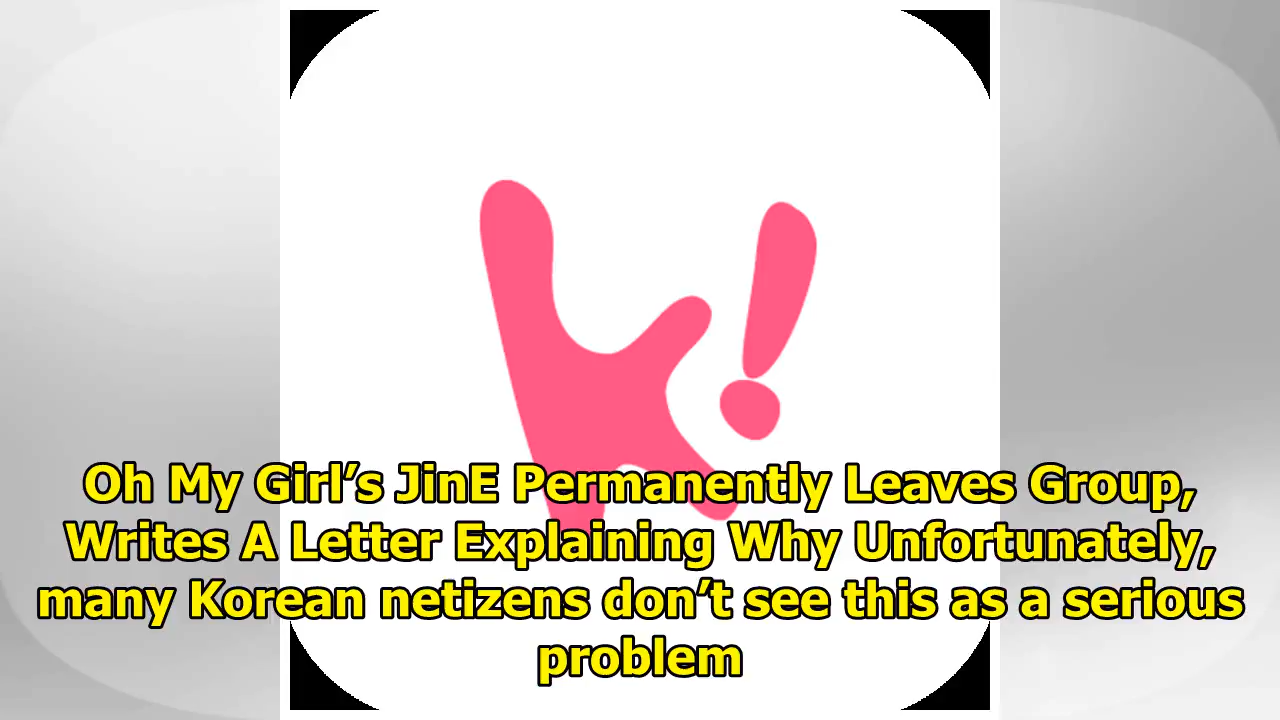 k!
Oh My Girl’s JinE Permanently Leaves Group,
Writes A Letter Explaining Why Unfortunately,
many Korean netizens don’t see this as a serious
problem